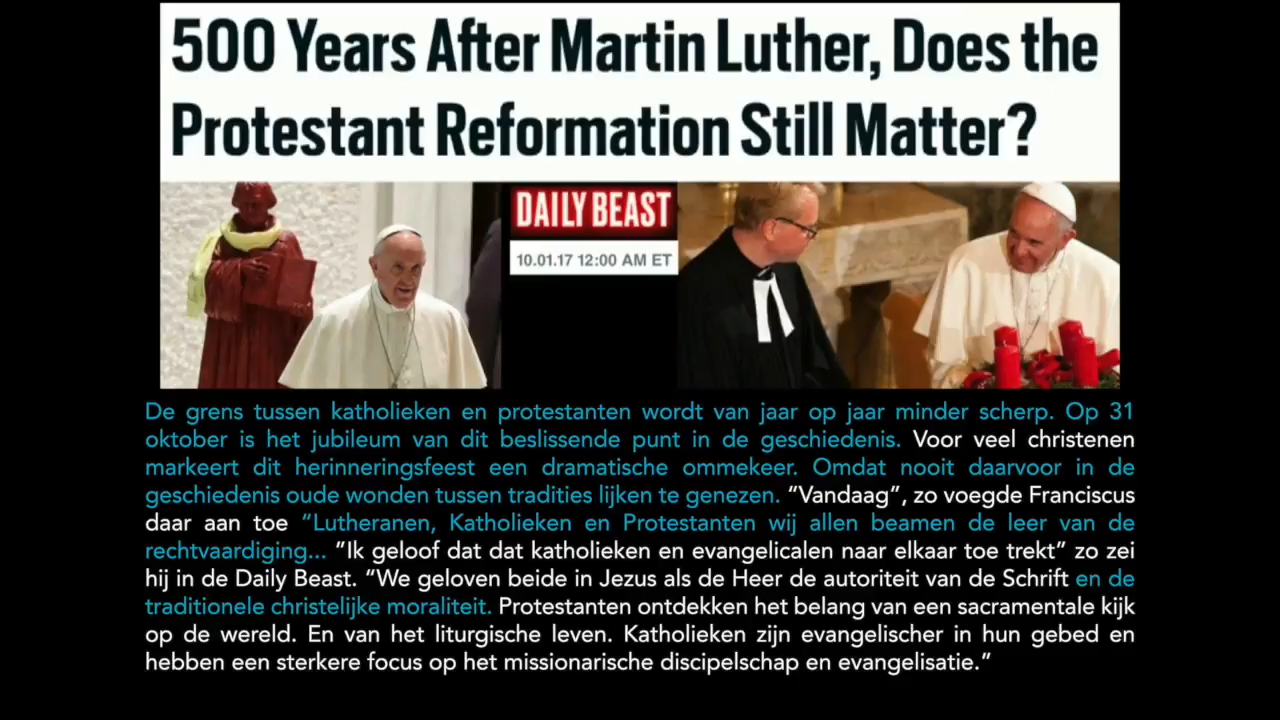 500 Years After Martin Luther, Does the
Protestant Reformation Still Matter?
DAILY BEAST
10.01.17 12:00 AM ET
De grens tussen katholieken en protestanten wordt van jaar op jaar minder scherp. Op 31
oktober is het jubileum van dit beslissende punt in de geschiedenis. Voor veel christenen
markeert dit herinneringsfeest een dramatische ommekeer. Omdat nooit daarvoor in de
geschiedenis oude wonden tussen tradities lijken te genezen. “Vandaag”, zo voegde Franciscus
daar aan toe “Lutheranen, Katholieken en Protestanten wij allen beamen de leer van de
rechtvaardiging... ”Ik geloof dat dat katholieken en evangelicalen naar elkaar toe trekt” zo zei
hij in de Daily Beast. “We geloven beide in Jezus als de Heer de autoriteit van de Schrift en de
traditionele christelijke moraliteit. Protestanten ontdekken het belang van een sacramentale kijk
op de wereld. En van het liturgische leven. Katholieken zijn evangelischer in hun gebed en
hebben een sterkere focus op het missionarische discipelschap en evangelisatie.”